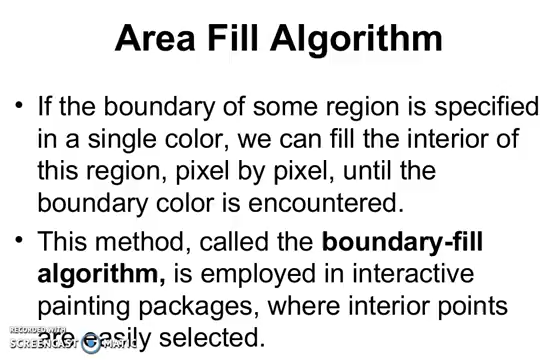 Area Fill Algorithm
• If the boundary of some region is specified
in a single color, we can fill the interior of
this region, pixel by pixel, until the
boundary color is encountered.
• This method, called the boundary-fill
algorithm, is employed in interactive
painting packages, where interior points
are easily selected.
RECORDED WITH
SCREENCAST MATIC